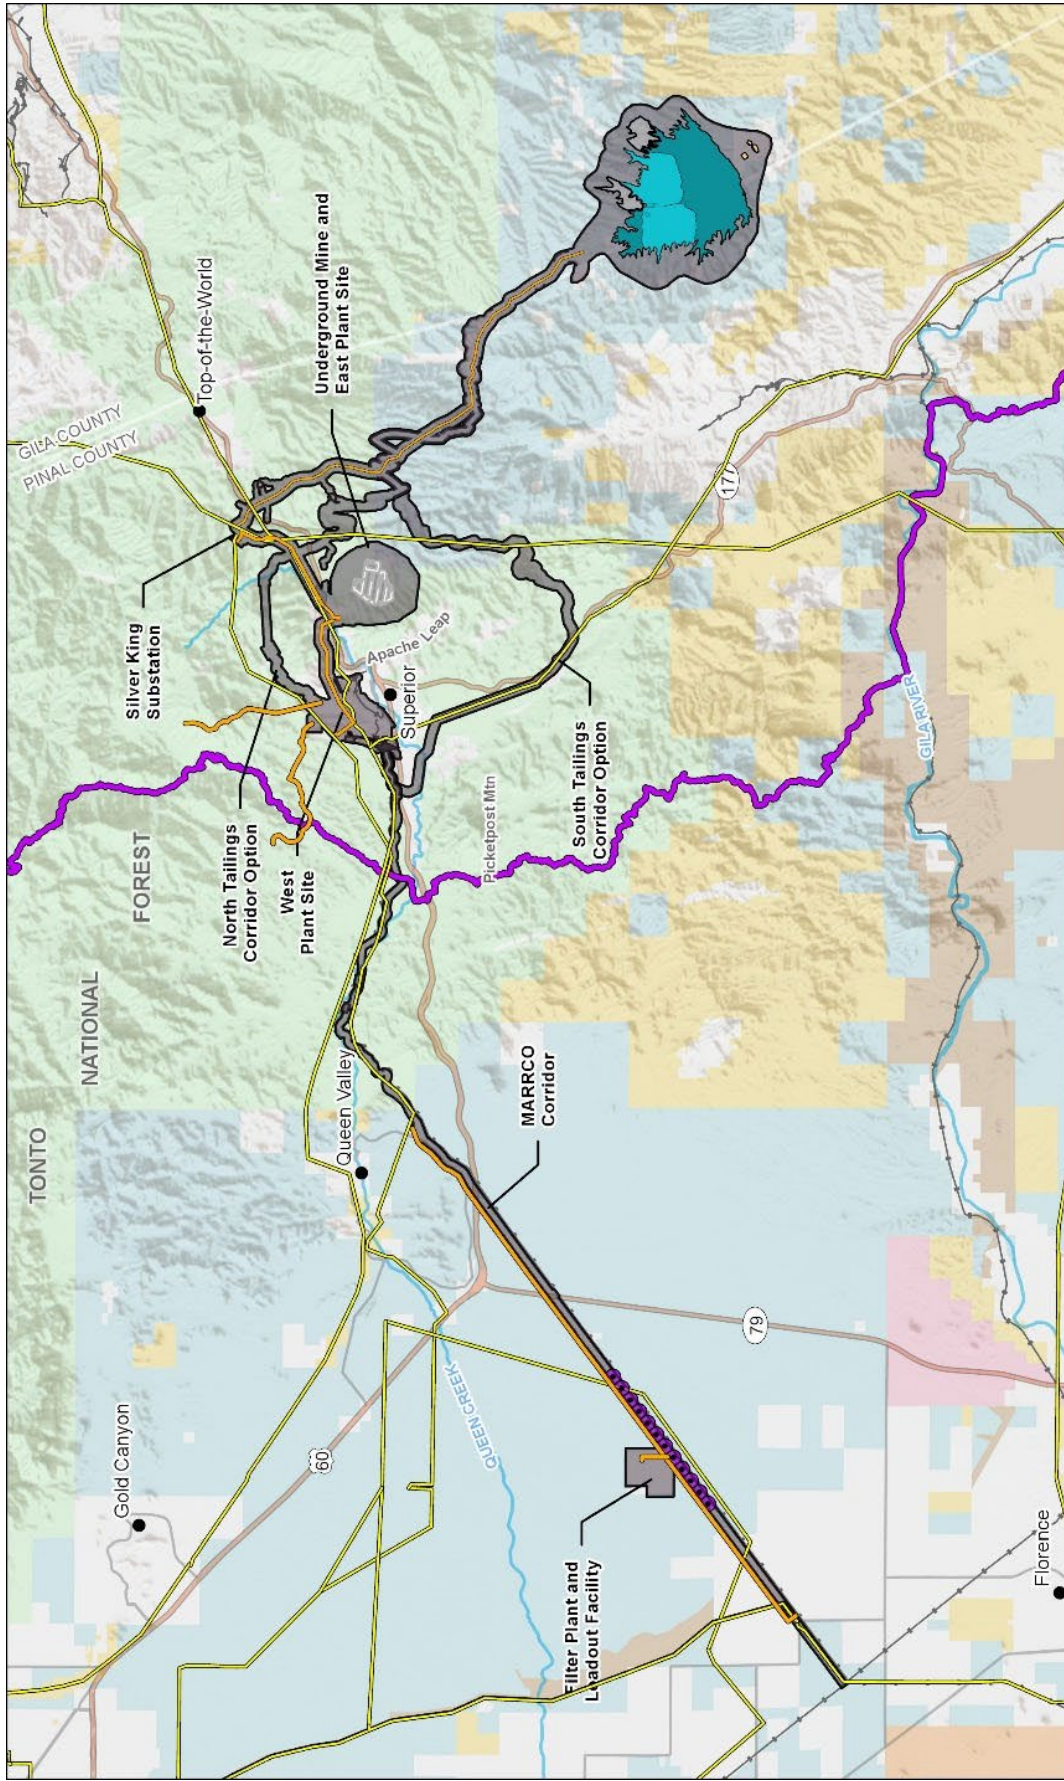 TONTO
NATIONAL
FOREST
GILA COUNTY
PINAL COUNTY
Top-of-the-World
Silver King
Substation
Underground Mine and
East Plant Site
North Tailings
Corridor Option
West
Plant Site
Apache Leap
Superior
Picketpost Mtn
South Tailings
Corridor Option
177
GILA RIVER
Gold Canyon
60
Queen Valley
QUEEN CREEK
MARRCO
Corridor
79
Filter Plant and
Loadout Facility
Florence